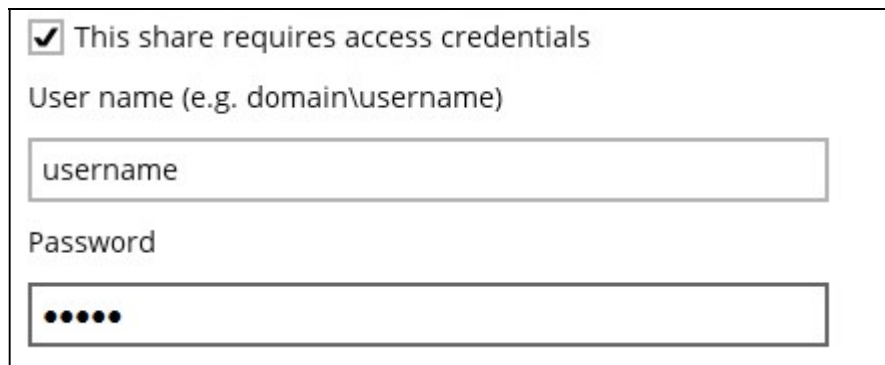 This share requires access credentials
User name (e.g. domain\username)
username
Password
•••••